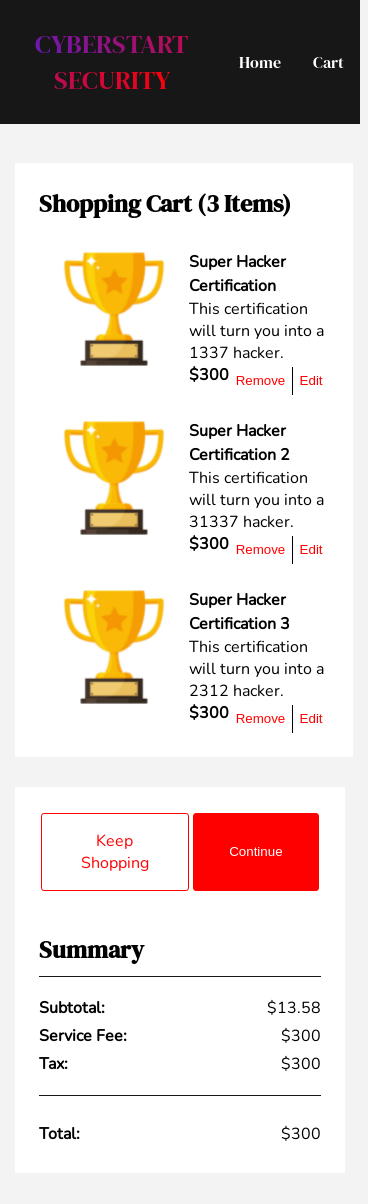 CYBERSTART
SECURITY
Home
Cart
Shopping Cart (3 Items)
Super Hacker
Certification
This certification
will turn you into a
1337 hacker.
$300 Remove Edit
Super Hacker
Certification 2
This certification
will turn you into a
31337 hacker.
$300 Remove Edit
Super Hacker
Certification 3
This certification
will turn you into a
2312 hacker.
$300 Remove Edit
Keep
Shopping
Continue
Summary
Subtotal: $13.58
Service Fee: $300
Tax: $300
Total: $300